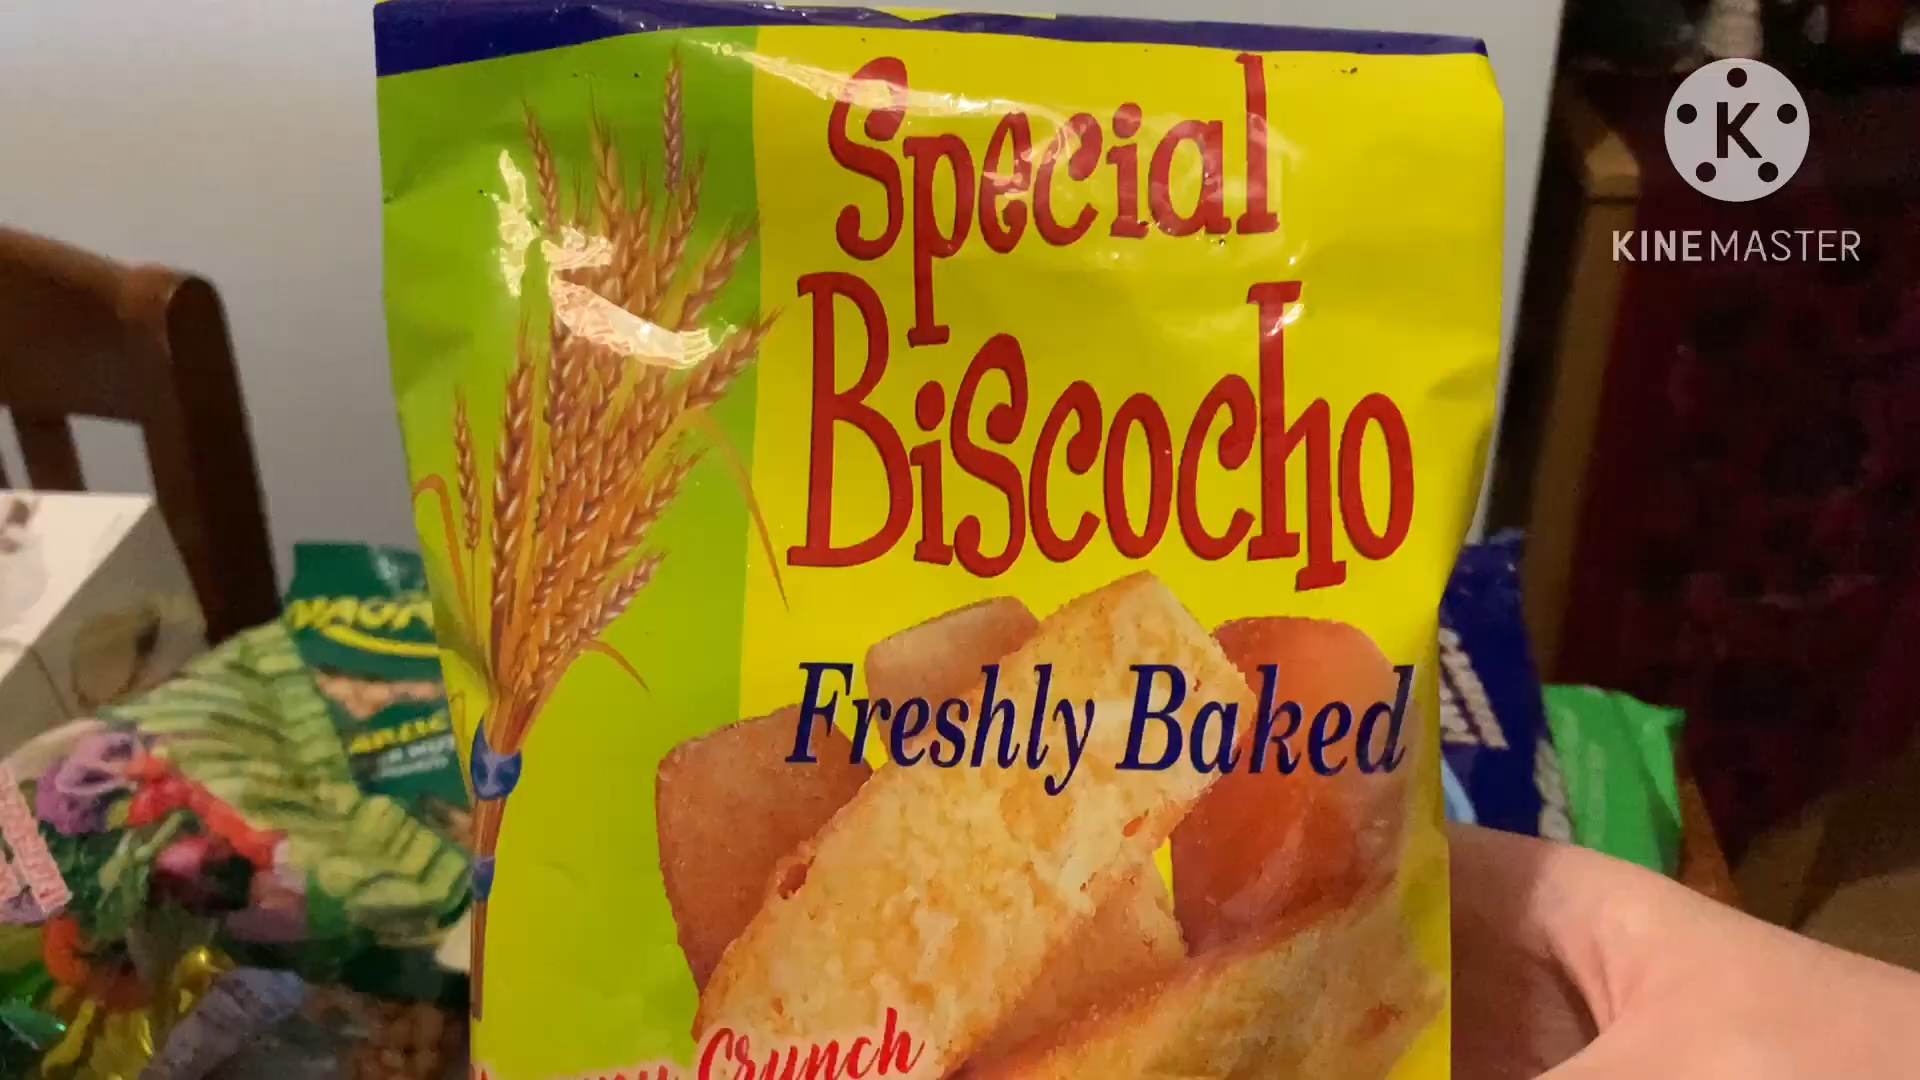 Special
Biscocho
Freshly Baked
Crunch
K
KINEMASTER